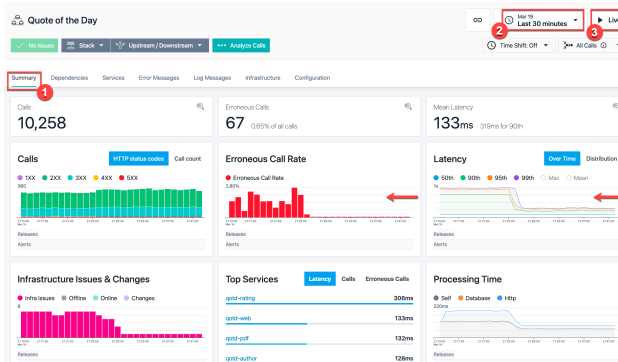 Quote of the Day
Mar 19
Last 30 minutes
Live
2
3
No Issues
Stack
Upstream / Downstream
Analyze Calls
Time Shift: Off
All Calls
Summary
Dependencies
Services
Error Messages
Log Messages
Infrastructure
Configuration
1
Calls
10,258
Erroneous Calls
67
0.65% of all calls
Mean Latency
133ms
319ms for 90th
Calls
HTTP status codes
Call count
1XX
2XX
3XX
4XX
5XX
360
Releases
Alerts
Erroneous Call Rate
Erroneous Call Rate
2.80%
Releases
Alerts
Latency
Over Time
Distribution
50th
90th
95th
99th
Max
Mean
1s
Releases
Alerts
Infrastructure Issues & Changes
Infra Issues
Offline
Online
Changes
Releases
Top Services
Latency
Calls
Erroneous Calls
qotd-rating
306ms
qotd-web
133ms
qotd-pdf
132ms
qotd-author
128ms
Processing Time
Self
Database
Http
220ms
Releases